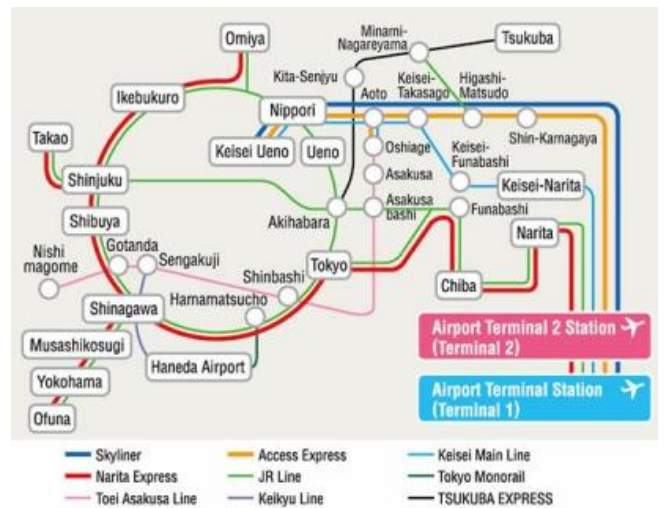 Omiya
Minami-
Nagareyama
Tsukuba
Kita-Senjyu
Aoto
Keisei-
Takasago
Higashi-
Matsudo
Ikebukuro
Nippori
Shin-Kamagaya
Takao
Keisei Ueno
Ueno
Oshiage
Keisei-
Funabashi
Asakusa
Keisei-Narita
Shinjuku
Akihabara
Asakusa
bashi
Funabashi
Shibuya
Narita
Nishi
magome
Gotanda
Sengakuji
Tokyo
Shinbashi
Chiba
Shinagawa
Hamamatsucho
Airport Terminal 2 Station
(Terminal 2)
Musashikosugi
Haneda Airport
Yokohama
Airport Terminal Station
(Terminal 1)
Ofuna
Skyliner
Access Express
Keisei Main Line
Narita Express
JR Line
Tokyo Monorail
Toei Asakusa Line
Keikyu Line
TSUKUBA EXPRESS